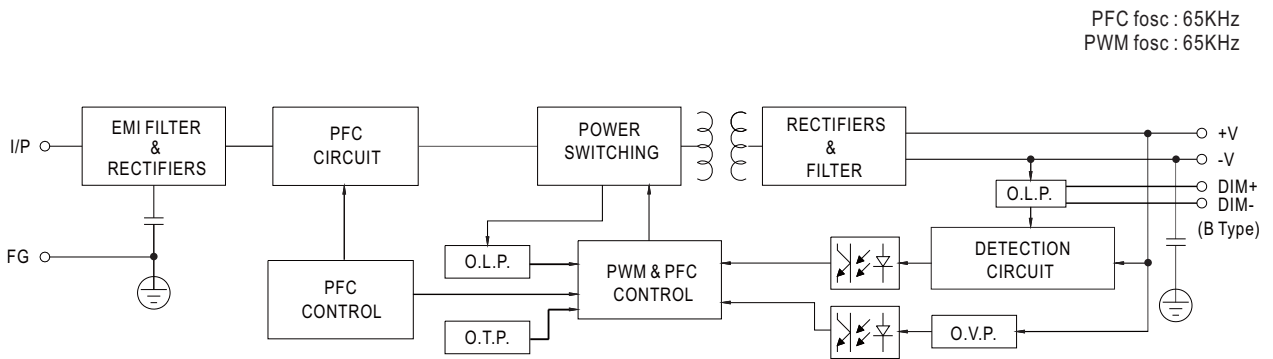 PFC fosc : 65KHz
PWM fosc : 65KHz
I/P
EMI FILTER
&
RECTIFIERS
PFC
CIRCUIT
POWER
SWITCHING
RECTIFIERS
&
FILTER
+V
-V
O.L.P.
DIM+
DIM-
(B Type)
FG
PFC
CONTROL
O.L.P.
O.T.P.
PWM & PFC
CONTROL
DETECTION
CIRCUIT
O.V.P.